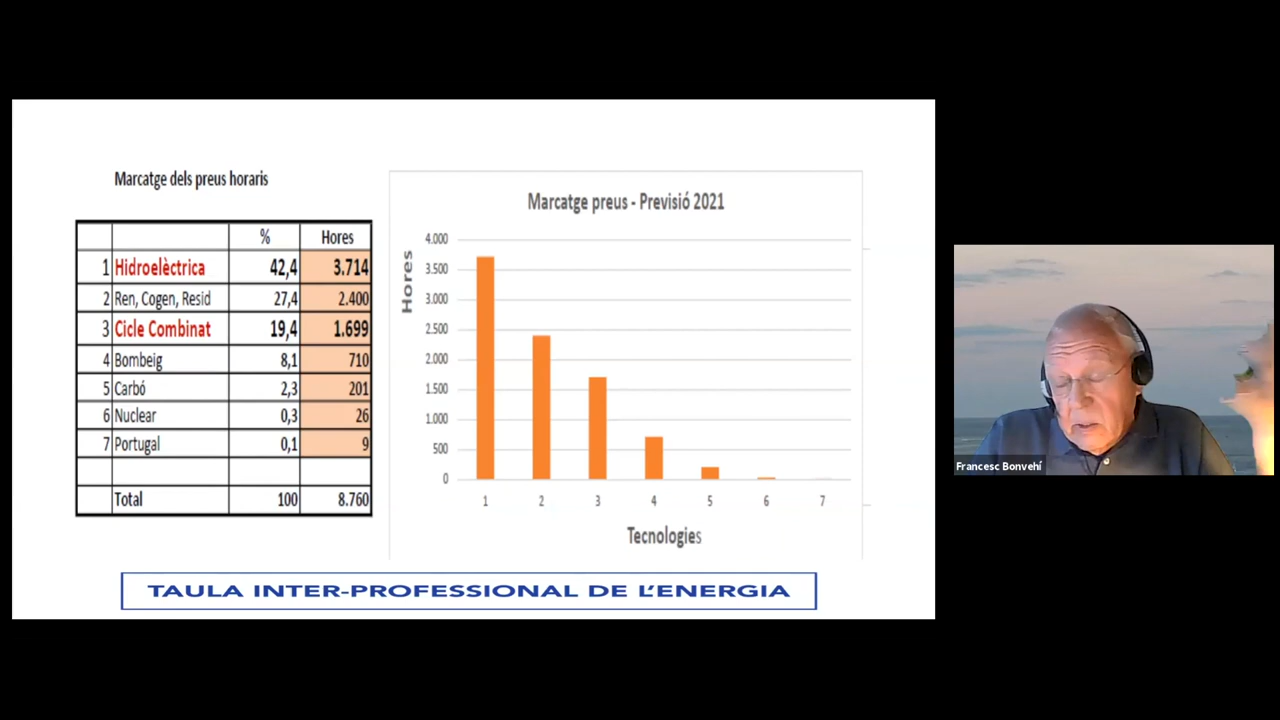 Marcatge dels preus horaris
% Hores
1 Hidroelèctrica 42,4 3.714
2 Ren, Cogen, Resid 27,4 2.400
3 Cicle Combinat 19,4 1.699
4 Bombeig 8,1 710
5 Carbó 2,3 201
6 Nuclear 0,3 26
7 Portugal 0,1 9
Total 100 8.760
Marcatge preus - Previsió 2021
Hores
4.000
3.500
3.000
2.500
2.000
1.500
1.000
500
0
1 2 3 4 5 6 7
Tecnologies
TAULA INTER-PROFESSIONAL DE L'ENERGIA
Francesc Bonvehí